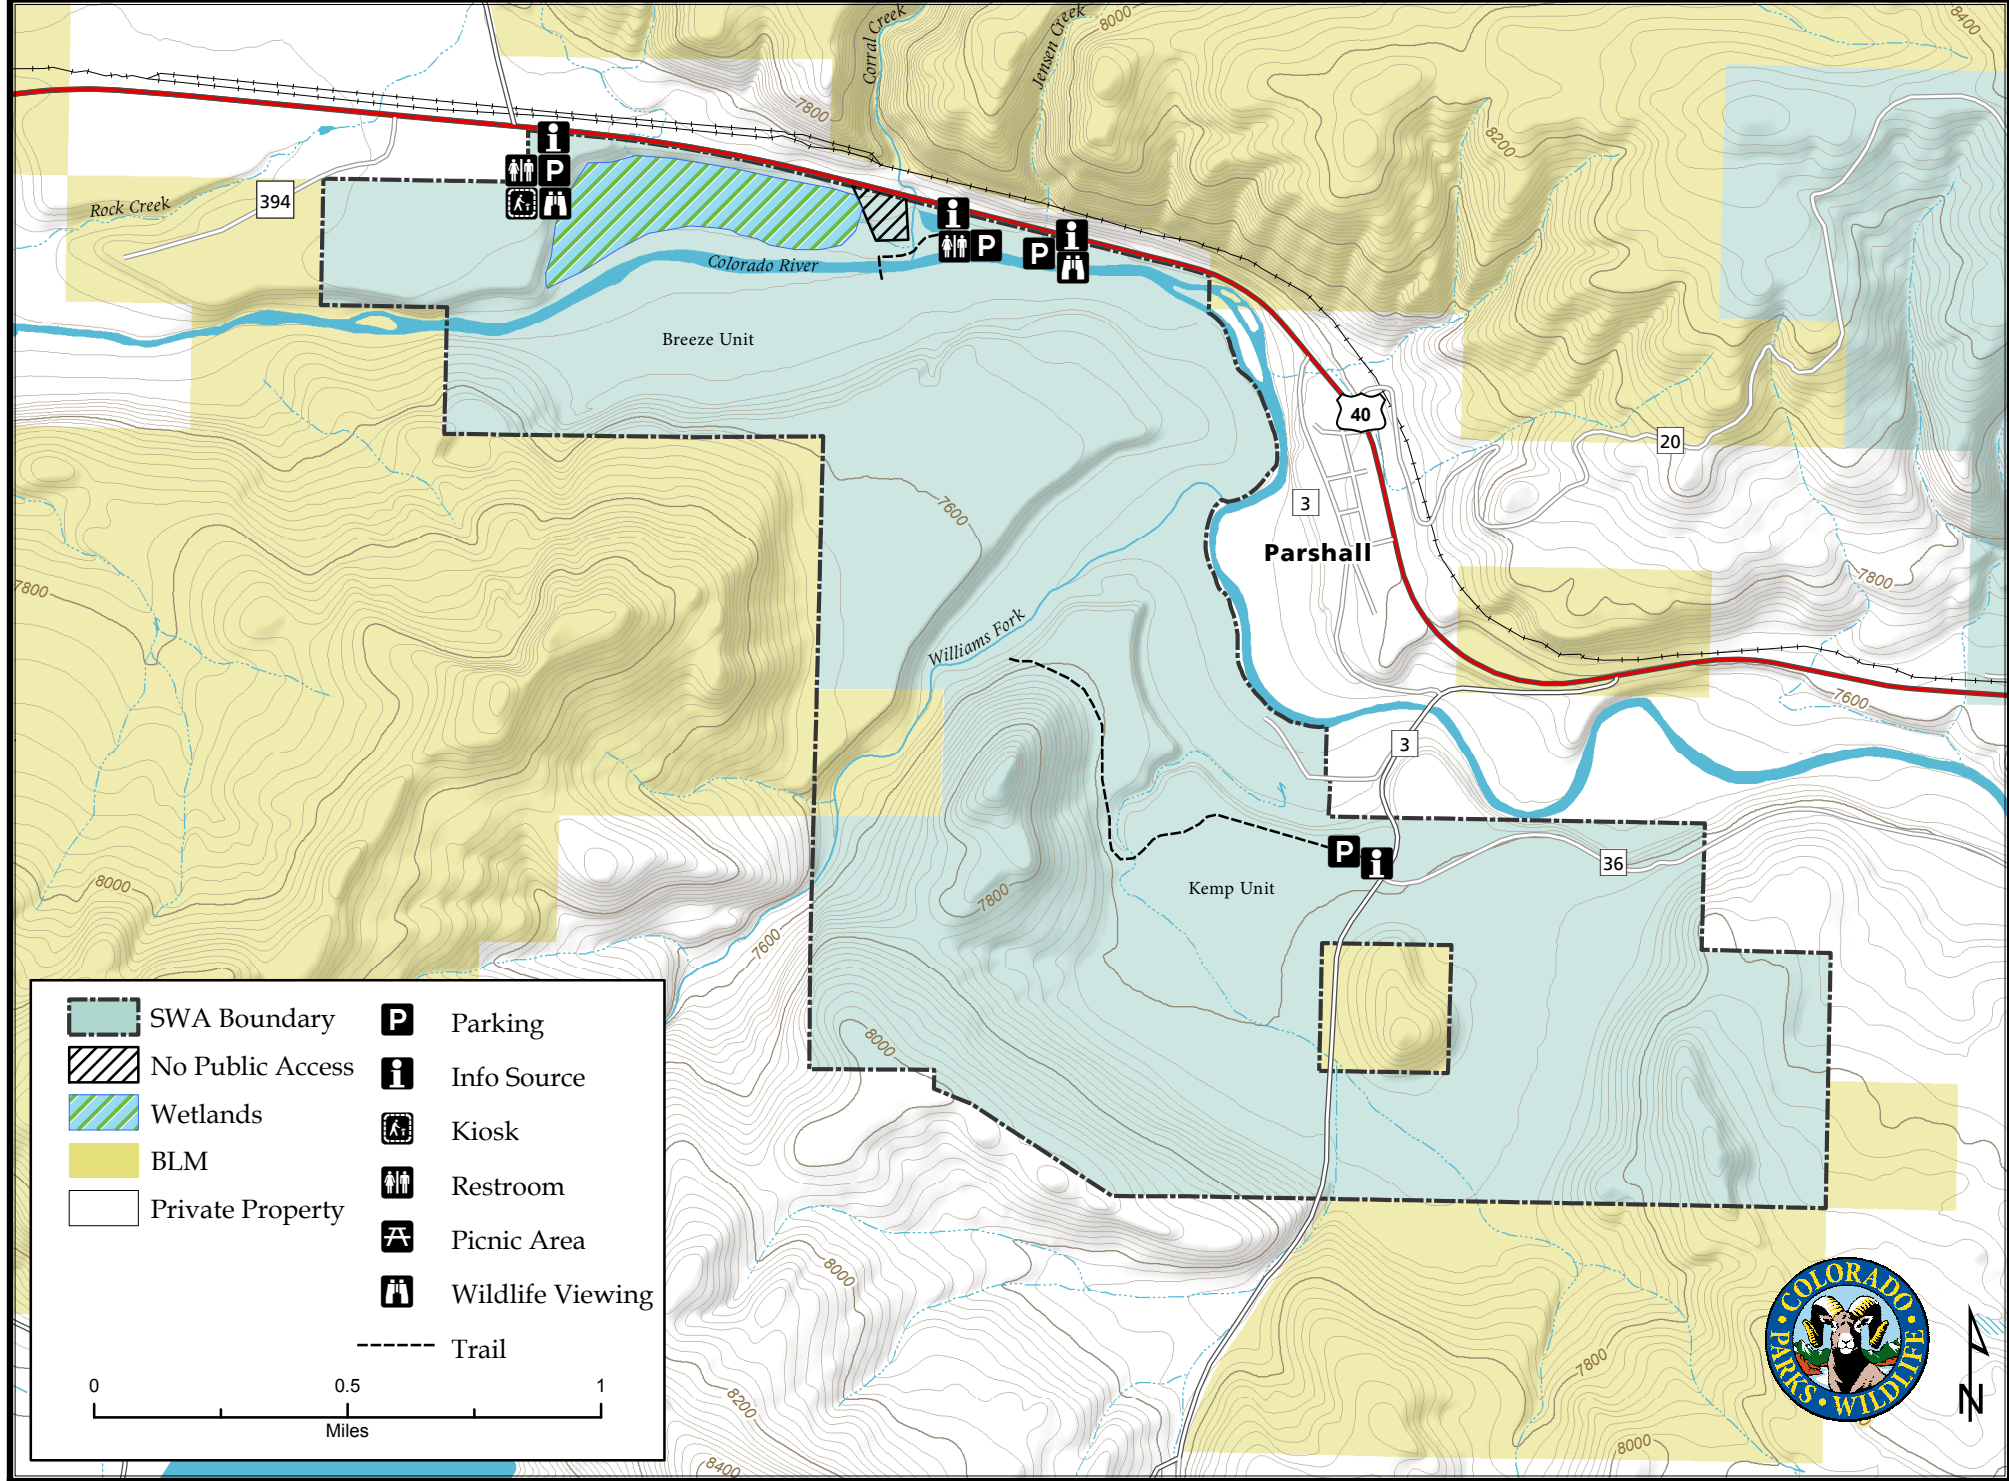 Corral Creek
Jensen Creek
8000
8400
7800
8200
394
Rock Creek
Colorado River
Breeze Unit
40
20
3
7600
Parshall
7800
7800
Williams Fork
7600
3
8000
7800
Kemp Unit
36
7600
8000
SWA Boundary
No Public Access
Wetlands
BLM
Private Property
P Parking
i Info Source
Kiosk
Restroom
Picnic Area
Wildlife Viewing
Trail
0 0.5 1
Miles
8000
8200
8400
7800
8000
COLORADO
PARKS • WILDLIFE
N
i
P
i
P
P
i
P
i